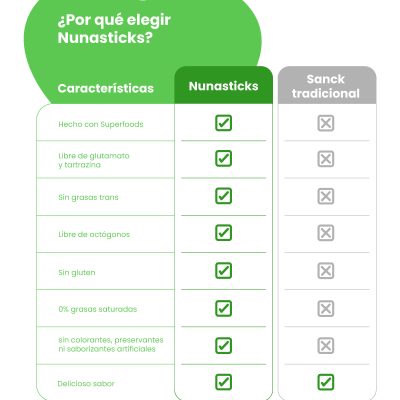 ¿Por qué elegir
Nunasticks?
Características
Nunasticks
Sanck
tradicional
Hecho con Superfoods
Libre de glutamato
y tartrazina
Sin grasas trans
Libre de octógonos
Sin gluten
0% grasas saturadas
sin colorantes, preservantes
ni saborizantes artificiales
Delicioso sabor